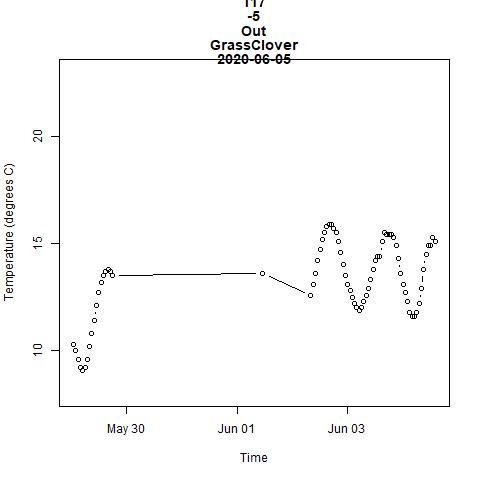 117
-5
Out
GrassClover
2020-06-05
Temperature (degrees C)
20
15
10
May 30
Jun 01
Jun 03
Time